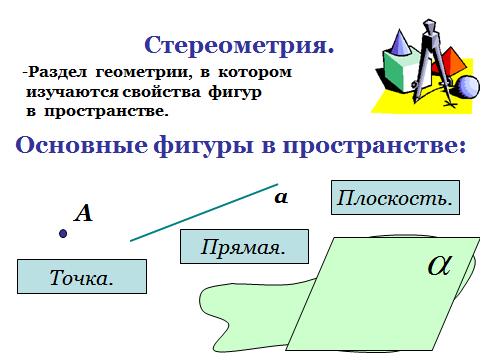 Стереометрия.
-Раздел геометрии, в котором
изучаются свойства фигур
в пространстве.
Основные фигуры в пространстве:
A
a
Плоскость.
Прямая.
Точка.
α